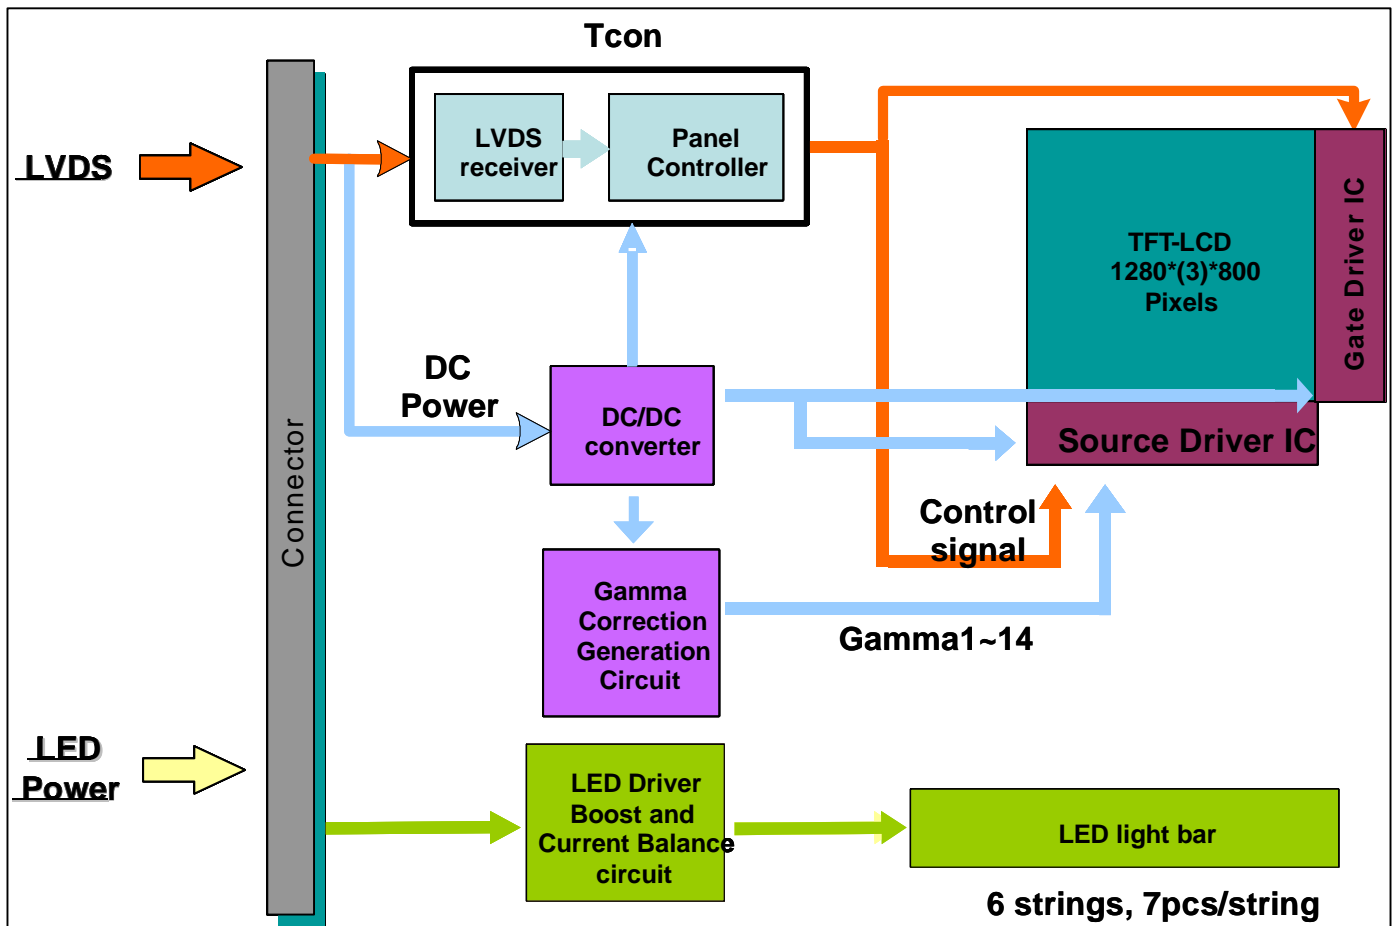 Tcon
LVDS
LVDS
receiver
Panel
Controller
TFT-LCD
1280*(3)*800
Pixels
Gate Driver IC
DC
Power
DC/DC
converter
Source Driver IC
Connector
Control
signal
Gamma
Correction
Generation
Circuit
Gamma1~14
LED
Power
LED Driver
Boost and
Current Balance
circuit
LED light bar
6 strings, 7pcs/string